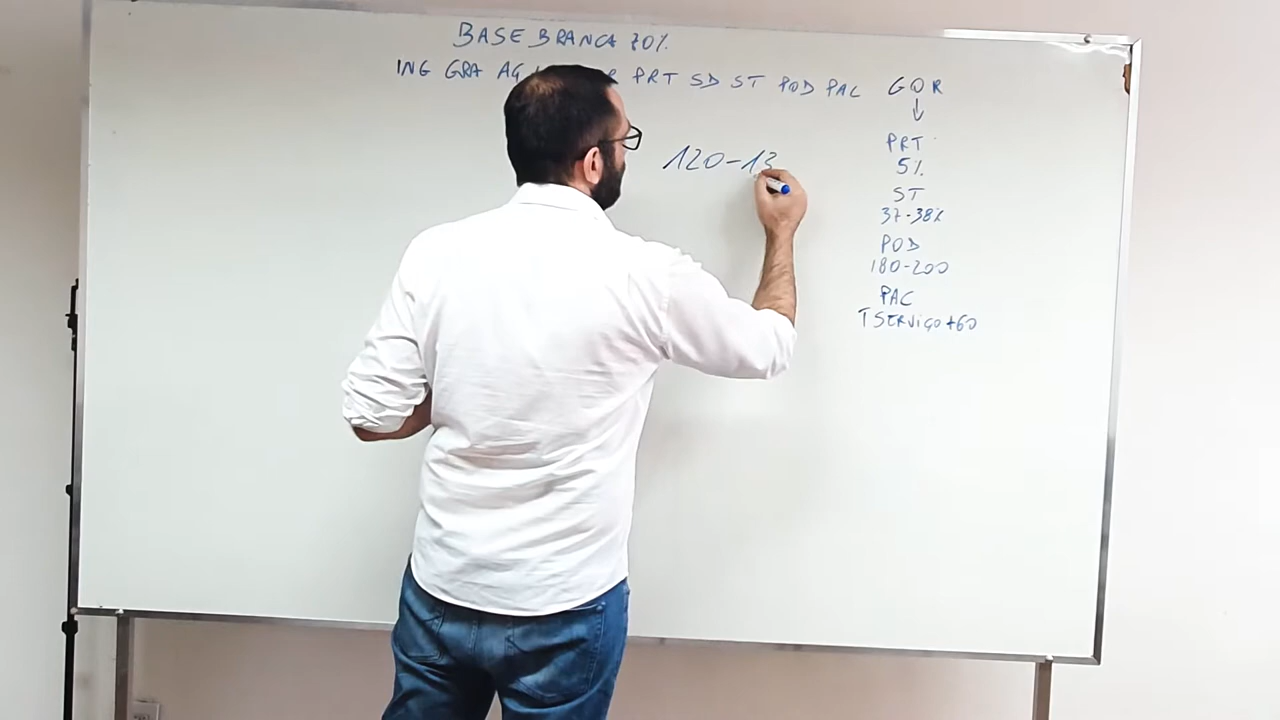 BASE BRANCA 70%
ING GRA AG PRT SD ST POD PAC
120-13
GOR
↓
PRT
5%
ST
37-38%
POD
180-200
PAC
T SERVIÇO +60